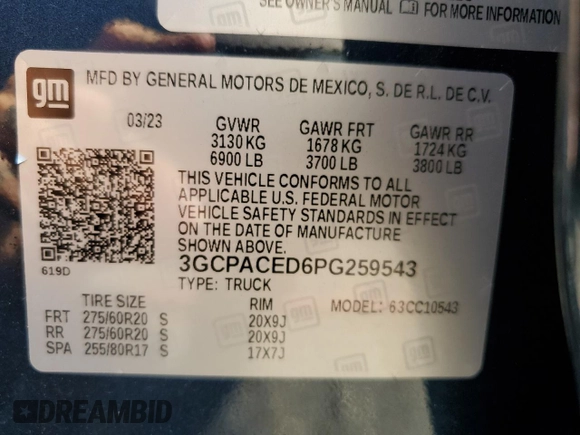 SEE OWNER'S MANUAL FOR MORE INFORMATION
gm
MFD BY GENERAL MOTORS DE MEXICO, S. DE R.L. DE C.V.
03/23 GVWR GAWR FRT GAWR RR
3130 KG 1678 KG 1724 KG
6900 LB 3700 LB 3800 LB
THIS VEHICLE CONFORMS TO ALL
APPLICABLE U.S. FEDERAL MOTOR
VEHICLE SAFETY STANDARDS IN EFFECT
ON THE DATE OF MANUFACTURE
SHOWN ABOVE.
619D
3GCPACED6PG259543
TYPE: TRUCK
TIRE SIZE RIM MODEL: 63CC10543
FRT 275/60R20 S 20X9J
RR 275/60R20 S 20X9J
SPA 255/80R17 S 17X7J
DREAMBID